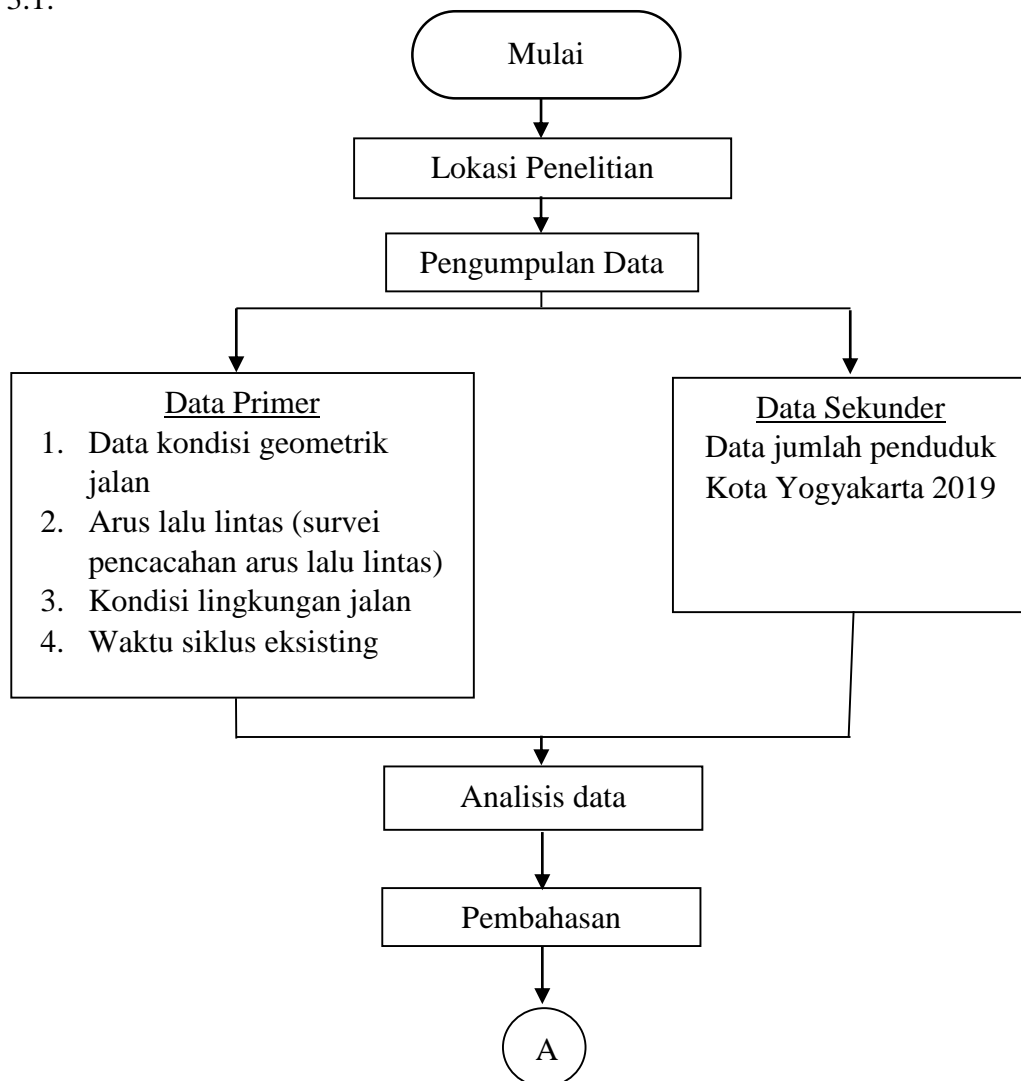 3.1.
Mulai
Lokasi Penelitian
Pengumpulan Data
Data Primer
1. Data kondisi geometrik
jalan
2. Arus lalu lintas (survei
pencacahan arus lalu lintas)
3. Kondisi lingkungan jalan
4. Waktu siklus eksisting
Data Sekunder
Data jumlah penduduk
Kota Yogyakarta 2019
Analisis data
Pembahasan
A